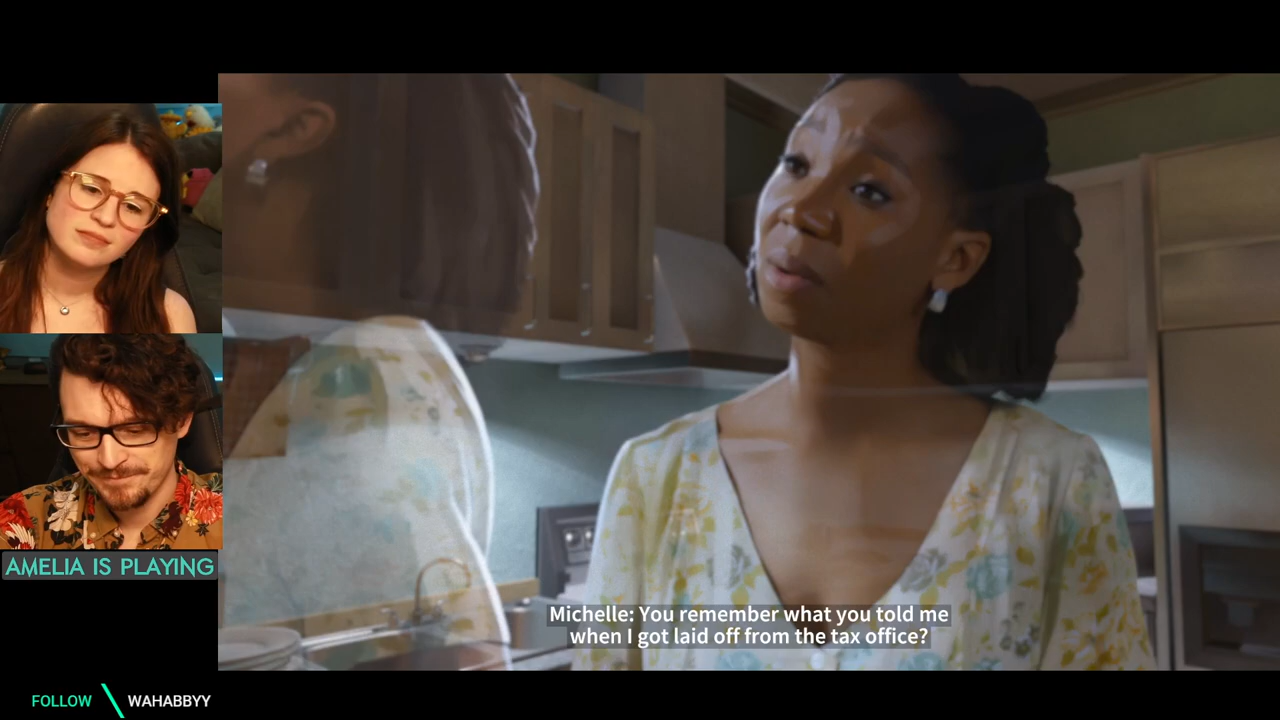 AMELIA IS PLAYING
Michelle: You remember what you told me
when I got laid off from the tax office?
FOLLOW WAHABBYY